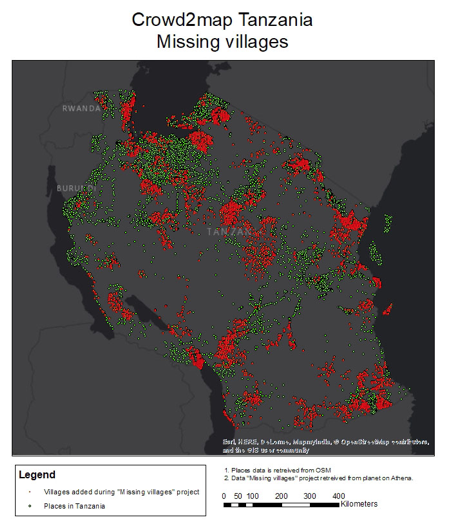 Crowd2map Tanzania
Missing villages
RWANDA
BURUNDI
TANZAN
Esri, HERE, DeLorme, MapmyIndia, © OpenStreetMap contributors,
and the GIS user community
Legend
Villages added during "Missing villages" project
Places in Tanzania
1. Places data is retreived from OSM
2. Data "Missing villages" project retreived from planet on Athena.
0 50 100 200 300 400
Kilometers